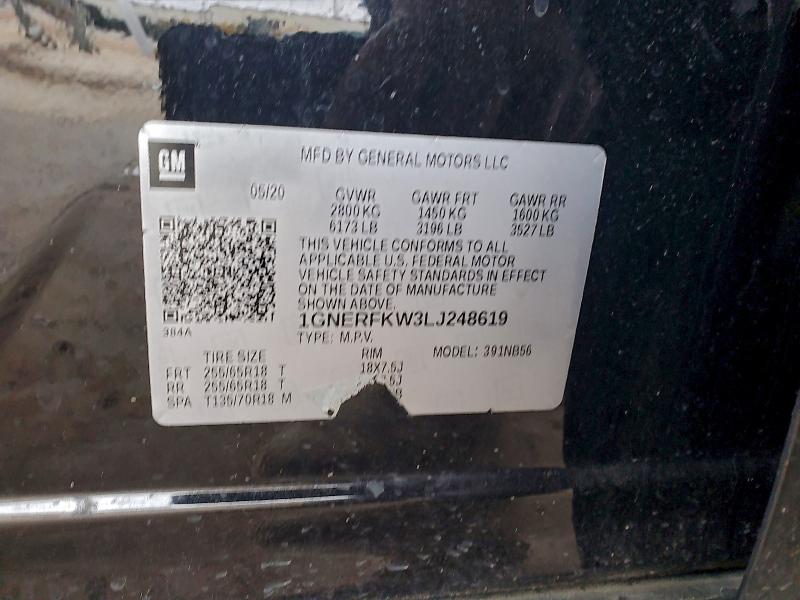 GM
MFD BY GENERAL MOTORS LLC
05/20 GVWR GAWR FRT GAWR RR
2800 KG 1450 KG 1600 KG
6173 LB 3196 LB 3527 LB
THIS VEHICLE CONFORMS TO ALL
APPLICABLE U.S. FEDERAL MOTOR
VEHICLE SAFETY STANDARDS IN EFFECT
ON THE DATE OF MANUFACTURE
SHOWN ABOVE.
1GNERFKW3LJ248619
384A
TYPE: M.P.V.
TIRE SIZE RIM MODEL: 391NB56
FRT 255/65R18 T 18X7.5J
RR 255/65R18 T
SPA T135/70R18 M